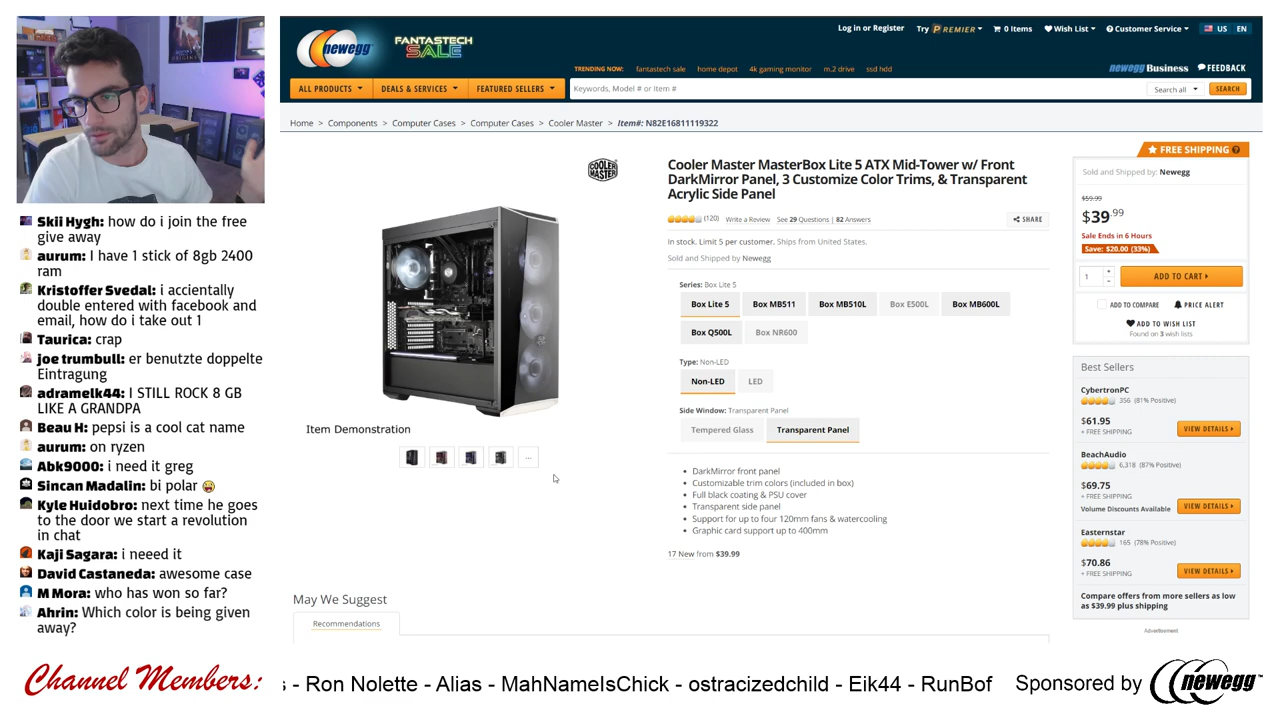 Skii Hygh: how do i join the free
give away
aurum: I have 1 stick of 8gb 2400
ram
Kristoffer Svedal: i accientally
double entered with facebook and
email, how do i take out 1
Taurica: crap
joe trumbull: er benutzte doppelte
Eintragung
adramelk44: I STILL ROCK 8 GB
LIKE A GRANDPA
Beau H: pepsi is a cool cat name
aurum: on ryzen
Abk9000: i need it greg
Sincan Madalin: bi polar
Kyle Huidobro: next time he goes
to the door we start a revolution
in chat
Kaji Sagara: i neeed it
David Castaneda: awesome case
M Mora: who has won so far?
Ahrin: Which color is being given
away?
newegg
FANTASTECH
SALE
Log in or Register
Try PREMIER
0 Items
Wish List
Customer Service
US EN
TRENDING NOW: fantastech sale home depot 4k gaming monitor m.2 drive ssd hdd
newegg Business
FEEDBACK
ALL PRODUCTS
DEALS & SERVICES
FEATURED SELLERS
Keywords, Model # or Item #
Search all
SEARCH
Home > Components > Computer Cases > Computer Cases > Cooler Master > Item#: N82E16811119322
COOLER
MASTER
Item Demonstration
...
Cooler Master MasterBox Lite 5 ATX Mid-Tower w/ Front
DarkMirror Panel, 3 Customize Color Trims, & Transparent
Acrylic Side Panel
(120) Write a Review See 29 Questions | 82 Answers
SHARE
In stock. Limit 5 per customer. Ships from United States.
Sold and Shipped by Newegg
Series: Box Lite 5
Box Lite 5 Box MB511 Box MB510L Box E500L Box MB600L
Box Q500L Box NR600
Type: Non-LED
Non-LED LED
Side Window: Transparent Panel
Tempered Glass Transparent Panel
DarkMirror front panel
Customizable trim colors (included in box)
Full black coating & PSU cover
Transparent side panel
Support for up to four 120mm fans & watercooling
Graphic card support up to 400mm
17 New from $39.99
FREE SHIPPING
Sold and Shipped by: Newegg
$59.99
$39.99
Sale Ends in 6 Hours
Save: $20.00 (33%)
1
ADD TO CART
ADD TO COMPARE
PRICE ALERT
ADD TO WISH LIST
Found on 3 wish lists
Best Sellers
CybertronPC
356 (81% Positive)
$61.95
+ FREE SHIPPING
VIEW DETAILS
BeachAudio
6,318 (87% Positive)
$69.75
Volume Discounts Available
VIEW DETAILS
Easternstar
165 (78% Positive)
$70.86
+ FREE SHIPPING
VIEW DETAILS
Compare offers from more sellers as low
as $39.99 plus shipping
Advertisement
May We Suggest
Recommendations
Channel Members:
s - Ron Nolette - Alias - MahNameIsChick - ostracizedchild - Eik44 - RunBof
Sponsored by newegg